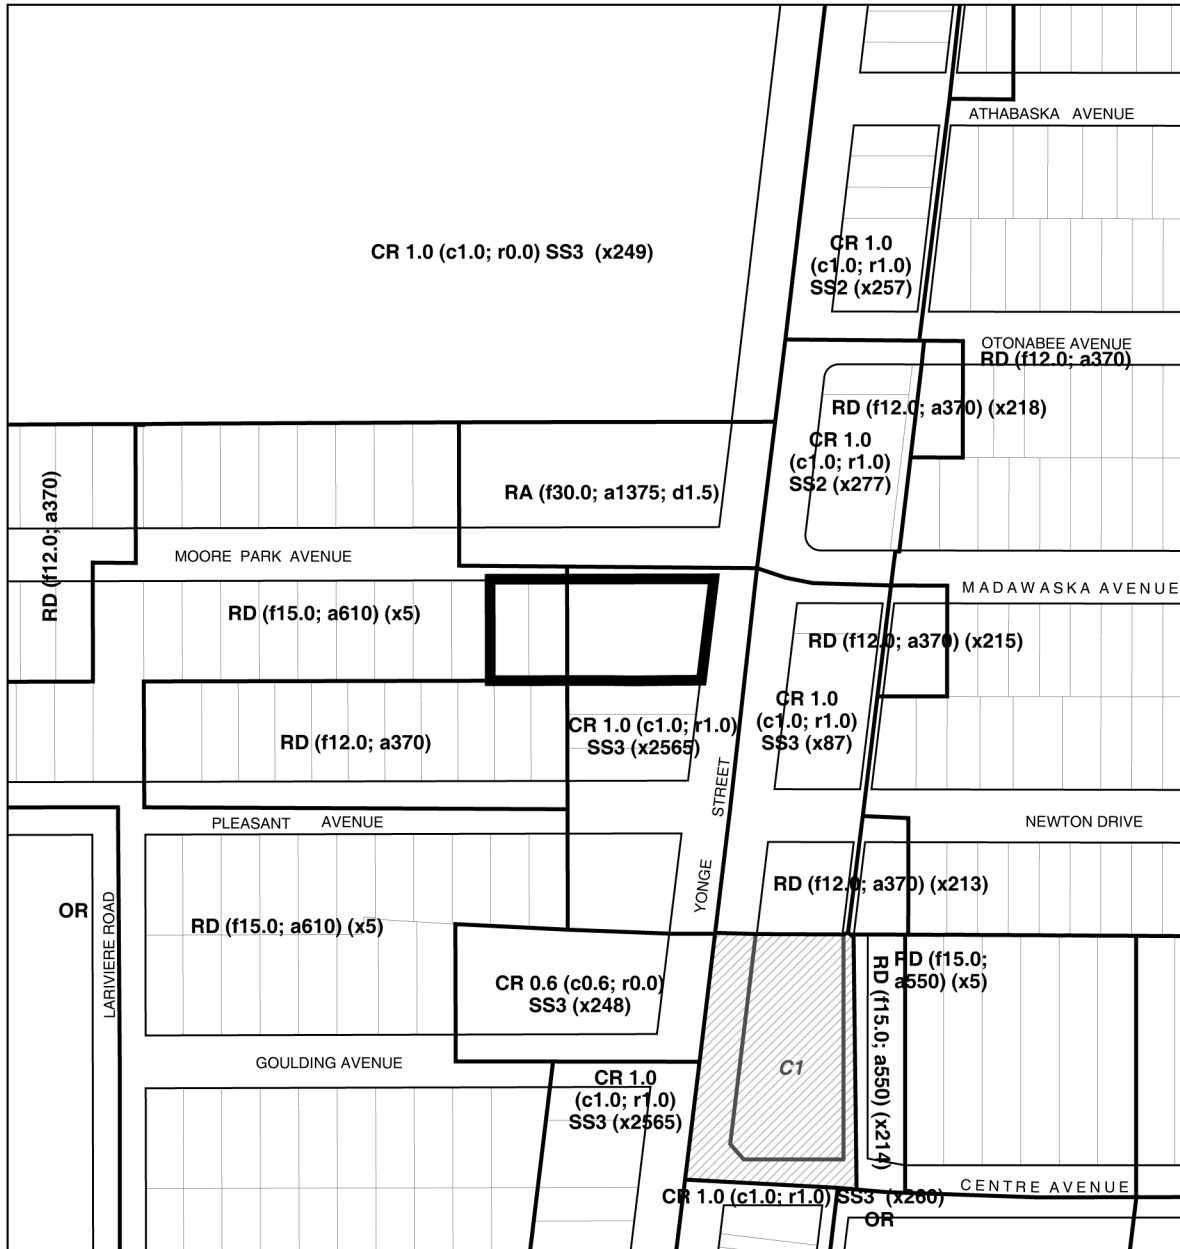 ATHABASKA AVENUE
CR 1.0 (c1.0; r0.0) SS3 (x249)
CR 1.0
(c1.0; r1.0)
SS2 (x257)
OTONABEE AVENUE
RD (f12.0; a370)
RD (f12.0; a370) (x218)
CR 1.0
(c1.0; r1.0)
SS2 (x277)
RD (f12.0; a370)
RA (f30.0; a1375; d1.5)
MOORE PARK AVENUE
MADAWASKA AVENUE
RD (f15.0; a610) (x5)
RD (f12.0; a370) (x215)
CR 1.0 (c1.0; r1.0)
SS3 (x2565)
CR 1.0
(c1.0; r1.0)
SS3 (x87)
RD (f12.0; a370)
YONGE STREET
PLEASANT AVENUE
NEWTON DRIVE
RD (f12.0; a370) (x213)
OR
LARIVIERE ROAD
RD (f15.0; a610) (x5)
RD (f15.0;
a550) (x5)
RD (f15.0; a550) (x214)
CR 0.6 (c0.6; r0.0)
SS3 (x248)
GOULDING AVENUE
C1
CR 1.0
(c1.0; r1.0)
SS3 (x2565)
CENTRE AVENUE
CR 1.0 (c1.0; r1.0) SS3 (x260)
OR